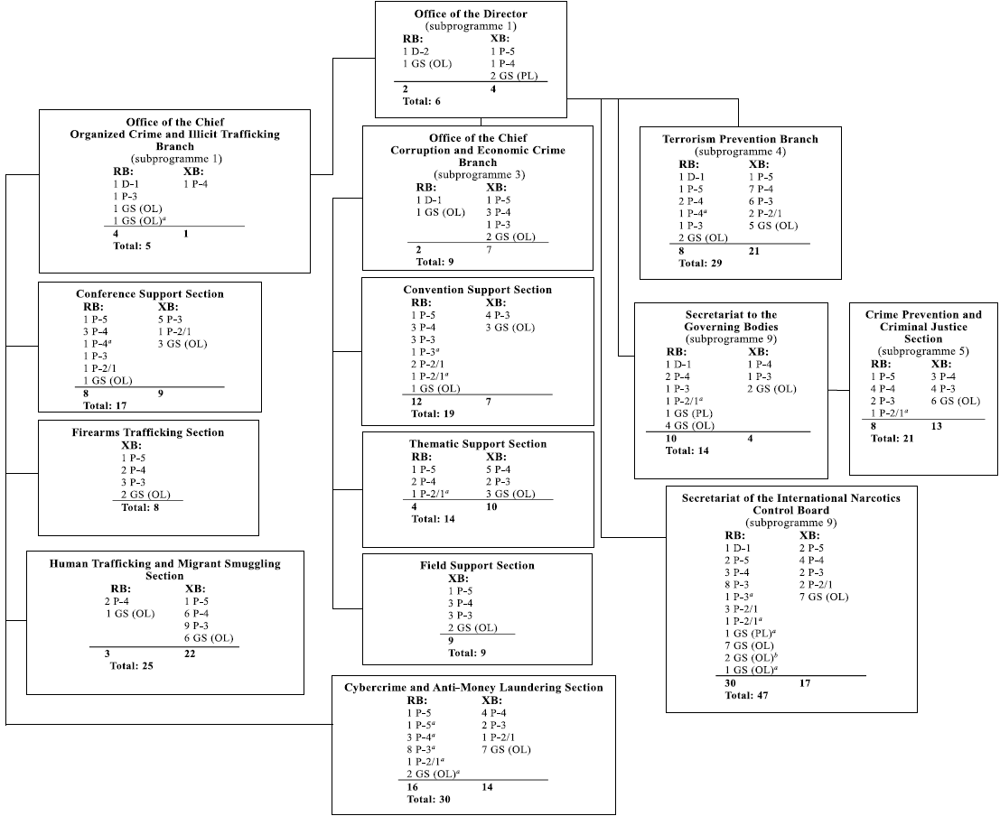 Office of the Director
(subprogramme 1)
RB: XB:
1 D-2 1 P-5
1 GS (OL) 1 P-4
2 GS (PL)
2 4
Total: 6
Office of the Chief
Organized Crime and Illicit Trafficking
Branch
(subprogramme 1)
RB: XB:
1 D-1 1 P-4
1 P-3
1 GS (OL)
1 GS (OL)ᵃ
4 1
Total: 5
Conference Support Section
RB: XB:
1 P-5 5 P-3
3 P-4 1 P-2/1
1 P-4ᵃ 3 GS (OL)
1 P-3
1 P-2/1
1 GS (OL)
8 9
Total: 17
Firearms Trafficking Section
XB:
1 P-5
2 P-4
3 P-3
2 GS (OL)
Total: 8
Human Trafficking and Migrant Smuggling
Section
RB: XB:
2 P-4 1 P-5
1 GS (OL) 6 P-4
9 P-3
6 GS (OL)
3 22
Total: 25
Office of the Chief
Corruption and Economic Crime
Branch
(subprogramme 3)
RB: XB:
1 D-1 1 P-5
1 GS (OL) 3 P-4
1 P-3
2 GS (OL)
2 7
Total: 9
Convention Support Section
RB: XB:
1 P-5 4 P-3
3 P-4 3 GS (OL)
3 P-3
1 P-3ᵃ
2 P-2/1
1 P-2/1ᵃ
1 GS (OL)
12 7
Total: 19
Thematic Support Section
RB: XB:
1 P-5 5 P-4
2 P-4 2 P-3
1 P-2/1ᵃ 3 GS (OL)
4 10
Total: 14
Field Support Section
XB:
1 P-5
3 P-4
3 P-3
2 GS (OL)
9
Total: 9
Cybercrime and Anti-Money Laundering Section
RB: XB:
1 P-5 4 P-4
1 P-5ᵃ 2 P-3
3 P-4ᵃ 1 P-2/1
8 P-3ᵃ 7 GS (OL)
1 P-2/1ᵃ
2 GS (OL)ᵃ
16 14
Total: 30
Terrorism Prevention Branch
(subprogramme 4)
RB: XB:
1 D-1 1 P-5
1 P-5 7 P-4
2 P-4 6 P-3
1 P-4ᵃ 2 P-2/1
1 P-3 5 GS (OL)
2 GS (OL)
8 21
Total: 29
Secretariat to the
Governing Bodies
(subprogramme 9)
RB: XB:
1 D-1 1 P-4
2 P-4 1 P-3
1 P-3 2 GS (OL)
1 P-2/1ᵃ
1 GS (PL)
4 GS (OL)
10 4
Total: 14
Crime Prevention and
Criminal Justice
Section
(subprogramme 5)
RB: XB:
1 P-5 3 P-4
4 P-4 4 P-3
2 P-3 6 GS (OL)
1 P-2/1ᵃ
8 13
Total: 21
Secretariat of the International Narcotics
Control Board
(subprogramme 9)
RB: XB:
1 D-1 2 P-5
2 P-5 4 P-4
3 P-4 2 P-3
8 P-3 2 P-2/1
1 P-3ᵃ 7 GS (OL)
3 P-2/1
1 P-2/1ᵃ
1 GS (PL)ᵃ
7 GS (OL)
2 GS (OL)ᵇ
1 GS (OL)ᵃ
30 17
Total: 47